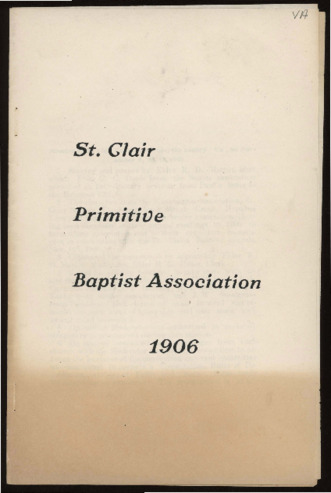 VA
St. Clair
Primitive
Baptist Association
1906